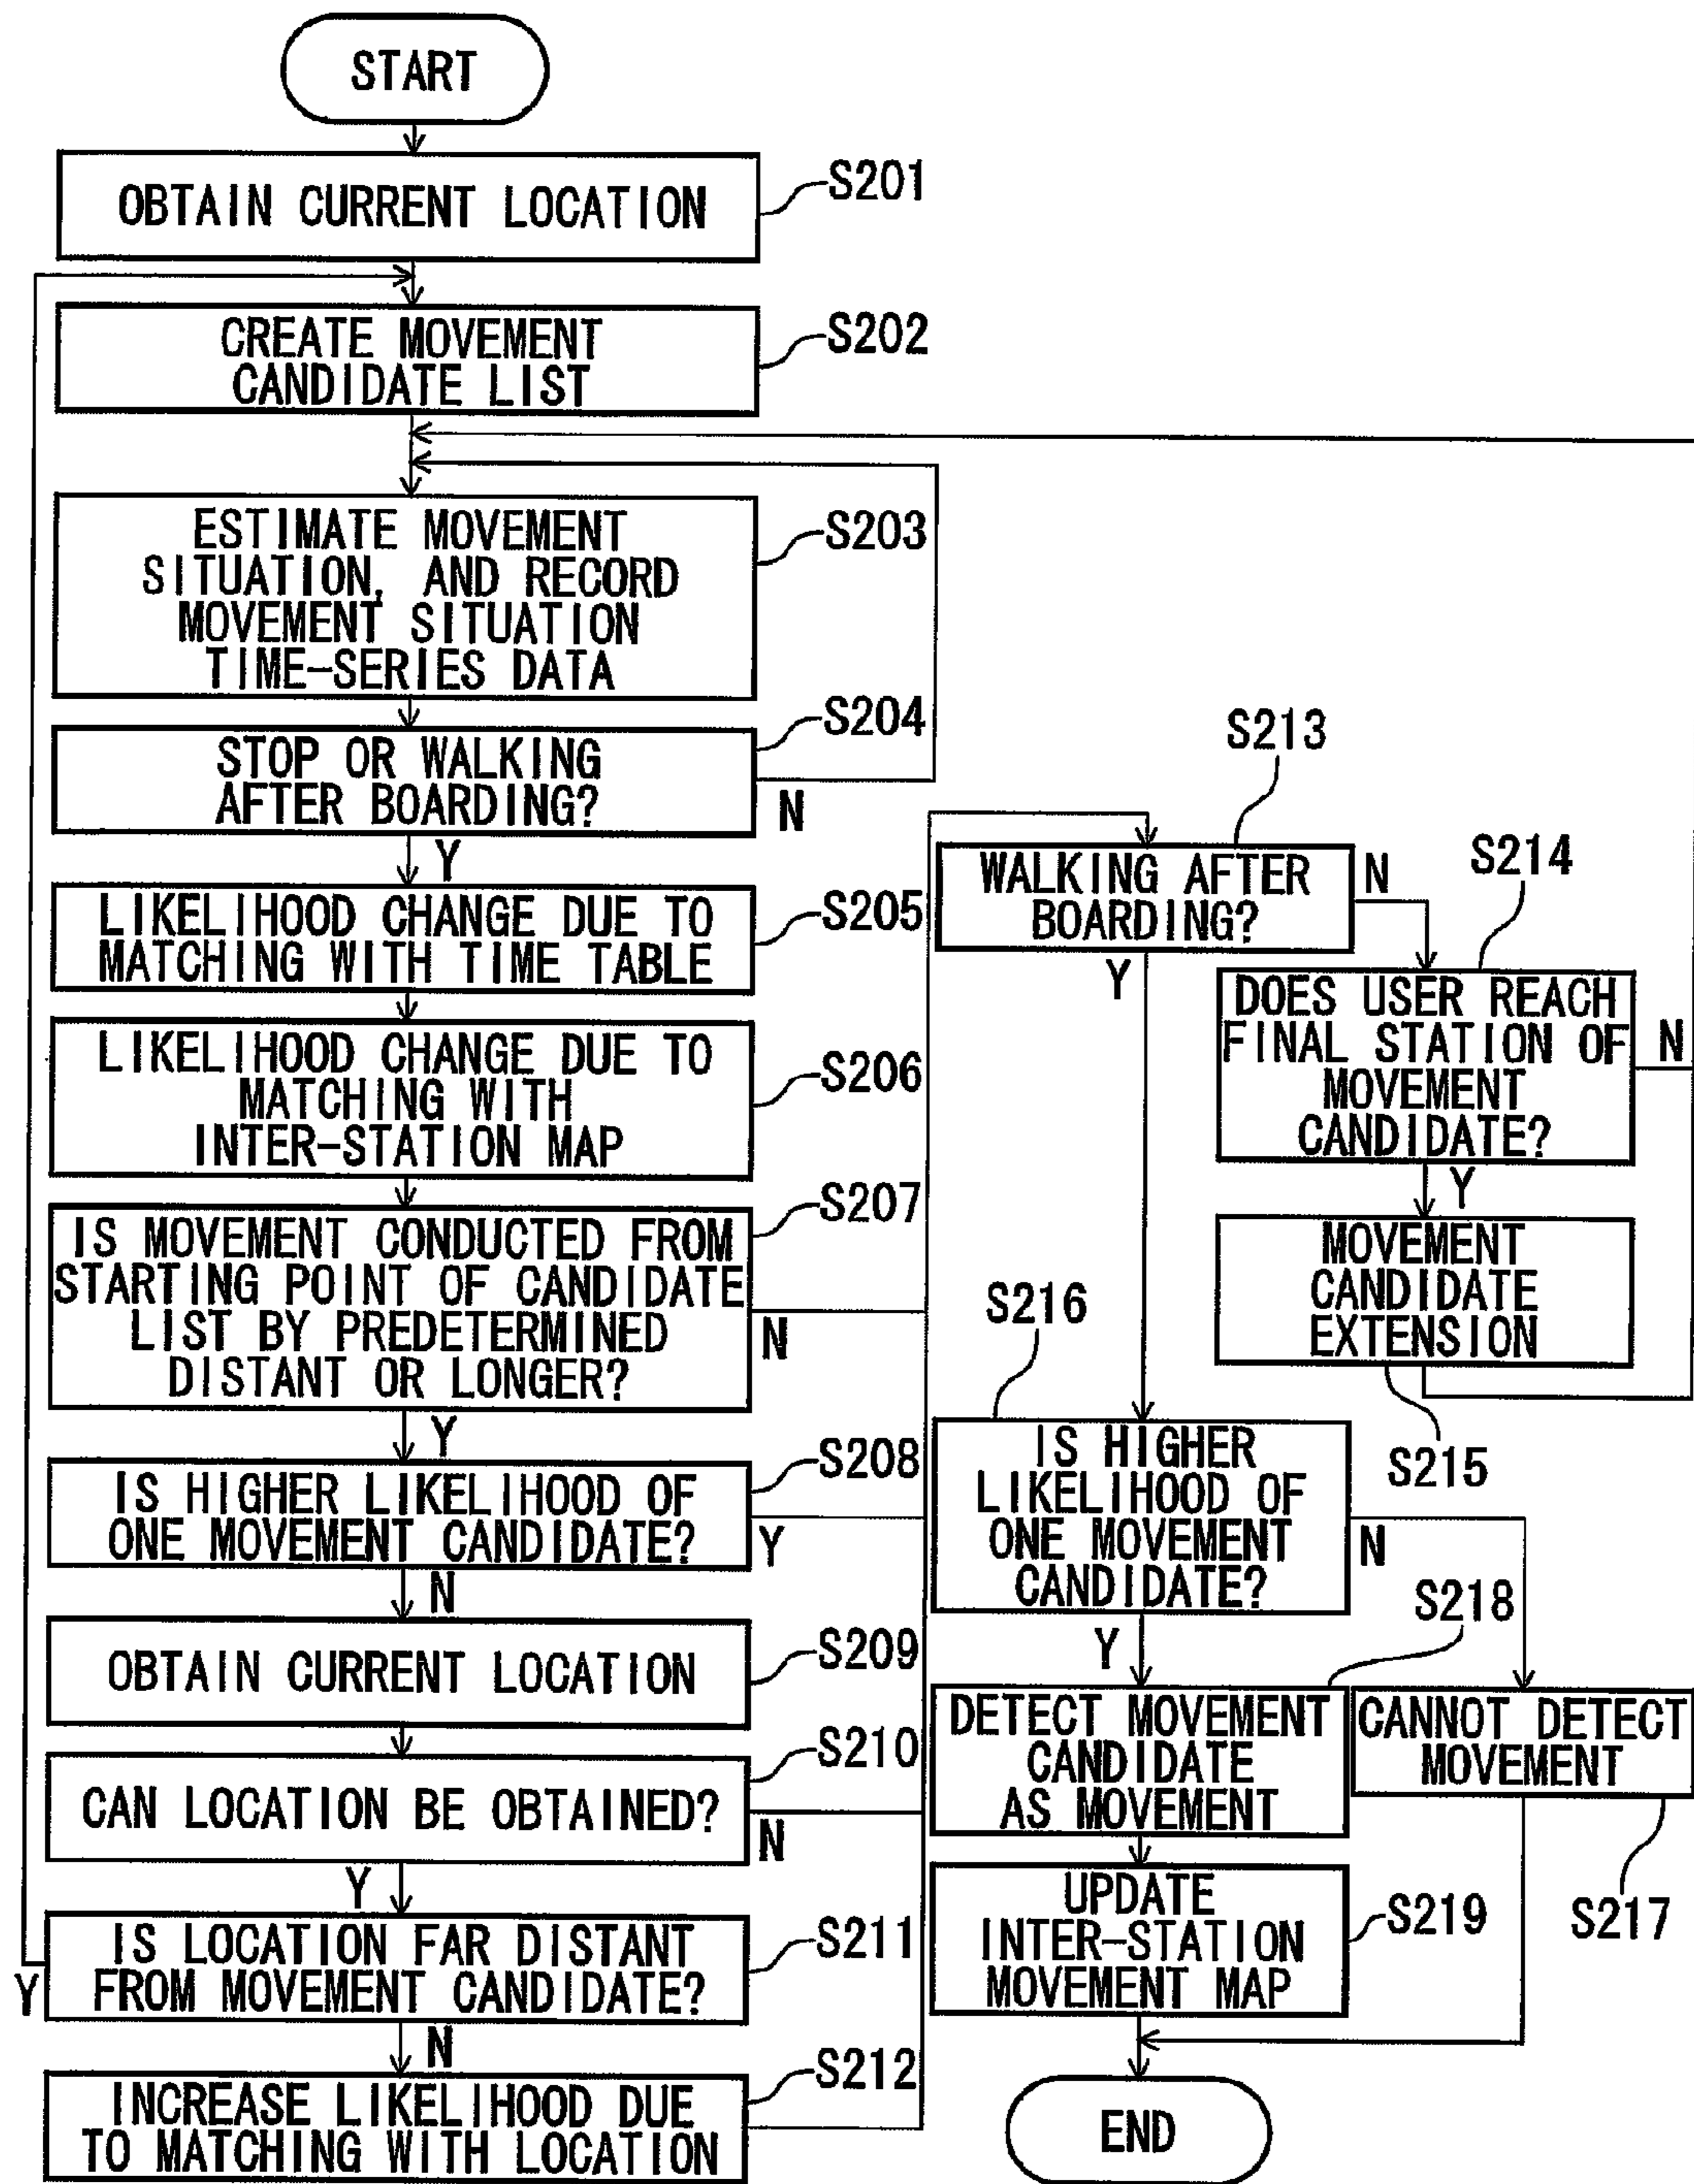 START
OBTAIN CURRENT LOCATION
S201
CREATE MOVEMENT
CANDIDATE LIST
S202
ESTIMATE MOVEMENT
SITUATION, AND RECORD
MOVEMENT SITUATION
TIME-SERIES DATA
S203
STOP OR WALKING
AFTER BOARDING?
S204
N
Y
LIKELIHOOD CHANGE DUE TO
MATCHING WITH TIME TABLE
S205
LIKELIHOOD CHANGE DUE TO
MATCHING WITH
INTER-STATION MAP
S206
IS MOVEMENT CONDUCTED FROM
STARTING POINT OF CANDIDATE
LIST BY PREDETERMINED
DISTANT OR LONGER?
S207
N
Y
IS HIGHER LIKELIHOOD OF
ONE MOVEMENT CANDIDATE?
S208
Y
N
OBTAIN CURRENT LOCATION
S209
CAN LOCATION BE OBTAINED?
S210
N
Y
IS LOCATION FAR DISTANT
FROM MOVEMENT CANDIDATE?
S211
Y
N
INCREASE LIKELIHOOD DUE
TO MATCHING WITH LOCATION
S212
S213
WALKING AFTER
BOARDING?
N
Y
S214
DOES USER REACH
FINAL STATION OF
MOVEMENT
CANDIDATE?
N
Y
MOVEMENT
CANDIDATE
EXTENSION
S215
S216
IS HIGHER
LIKELIHOOD OF
ONE MOVEMENT
CANDIDATE?
N
Y
S218
DETECT MOVEMENT
CANDIDATE
AS MOVEMENT
CANNOT DETECT
MOVEMENT
S217
UPDATE
INTER-STATION
MOVEMENT MAP
S219
END